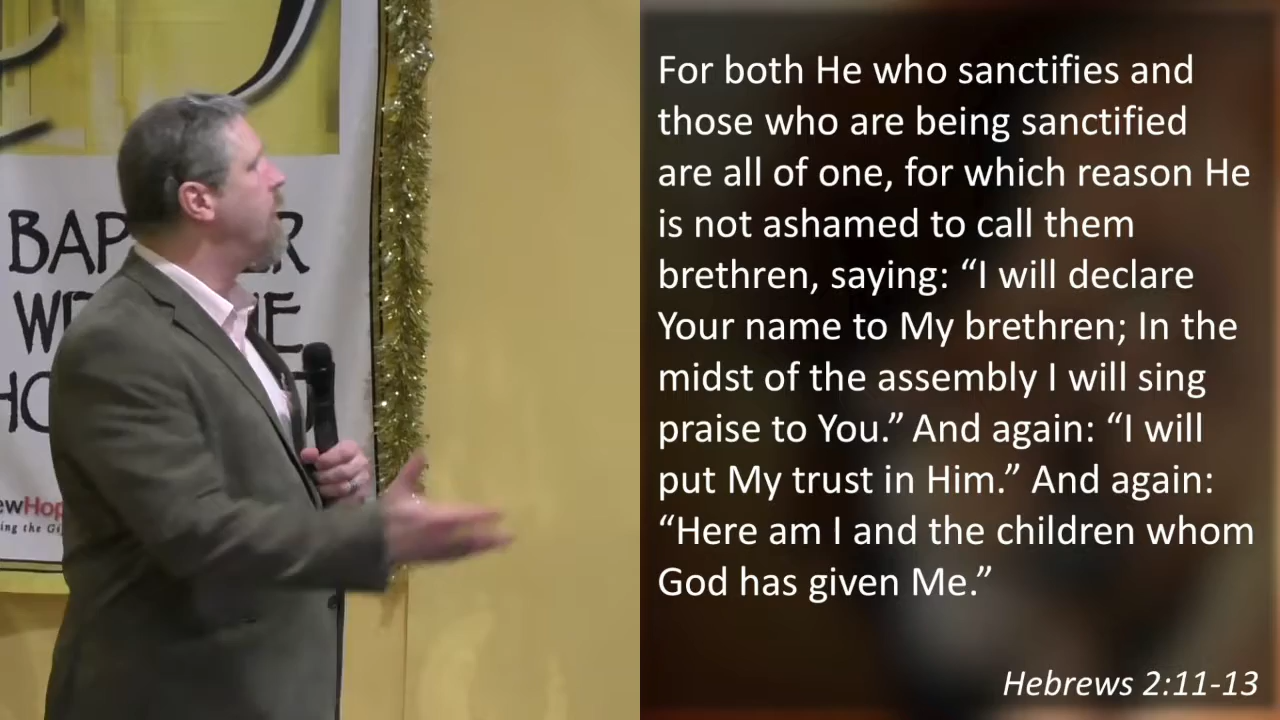 For both He who sanctifies and
those who are being sanctified
are all of one, for which reason He
is not ashamed to call them
brethren, saying: “I will declare
Your name to My brethren; In the
midst of the assembly I will sing
praise to You.” And again: “I will
put My trust in Him.” And again:
“Here am I and the children whom
God has given Me.”
Hebrews 2:11-13